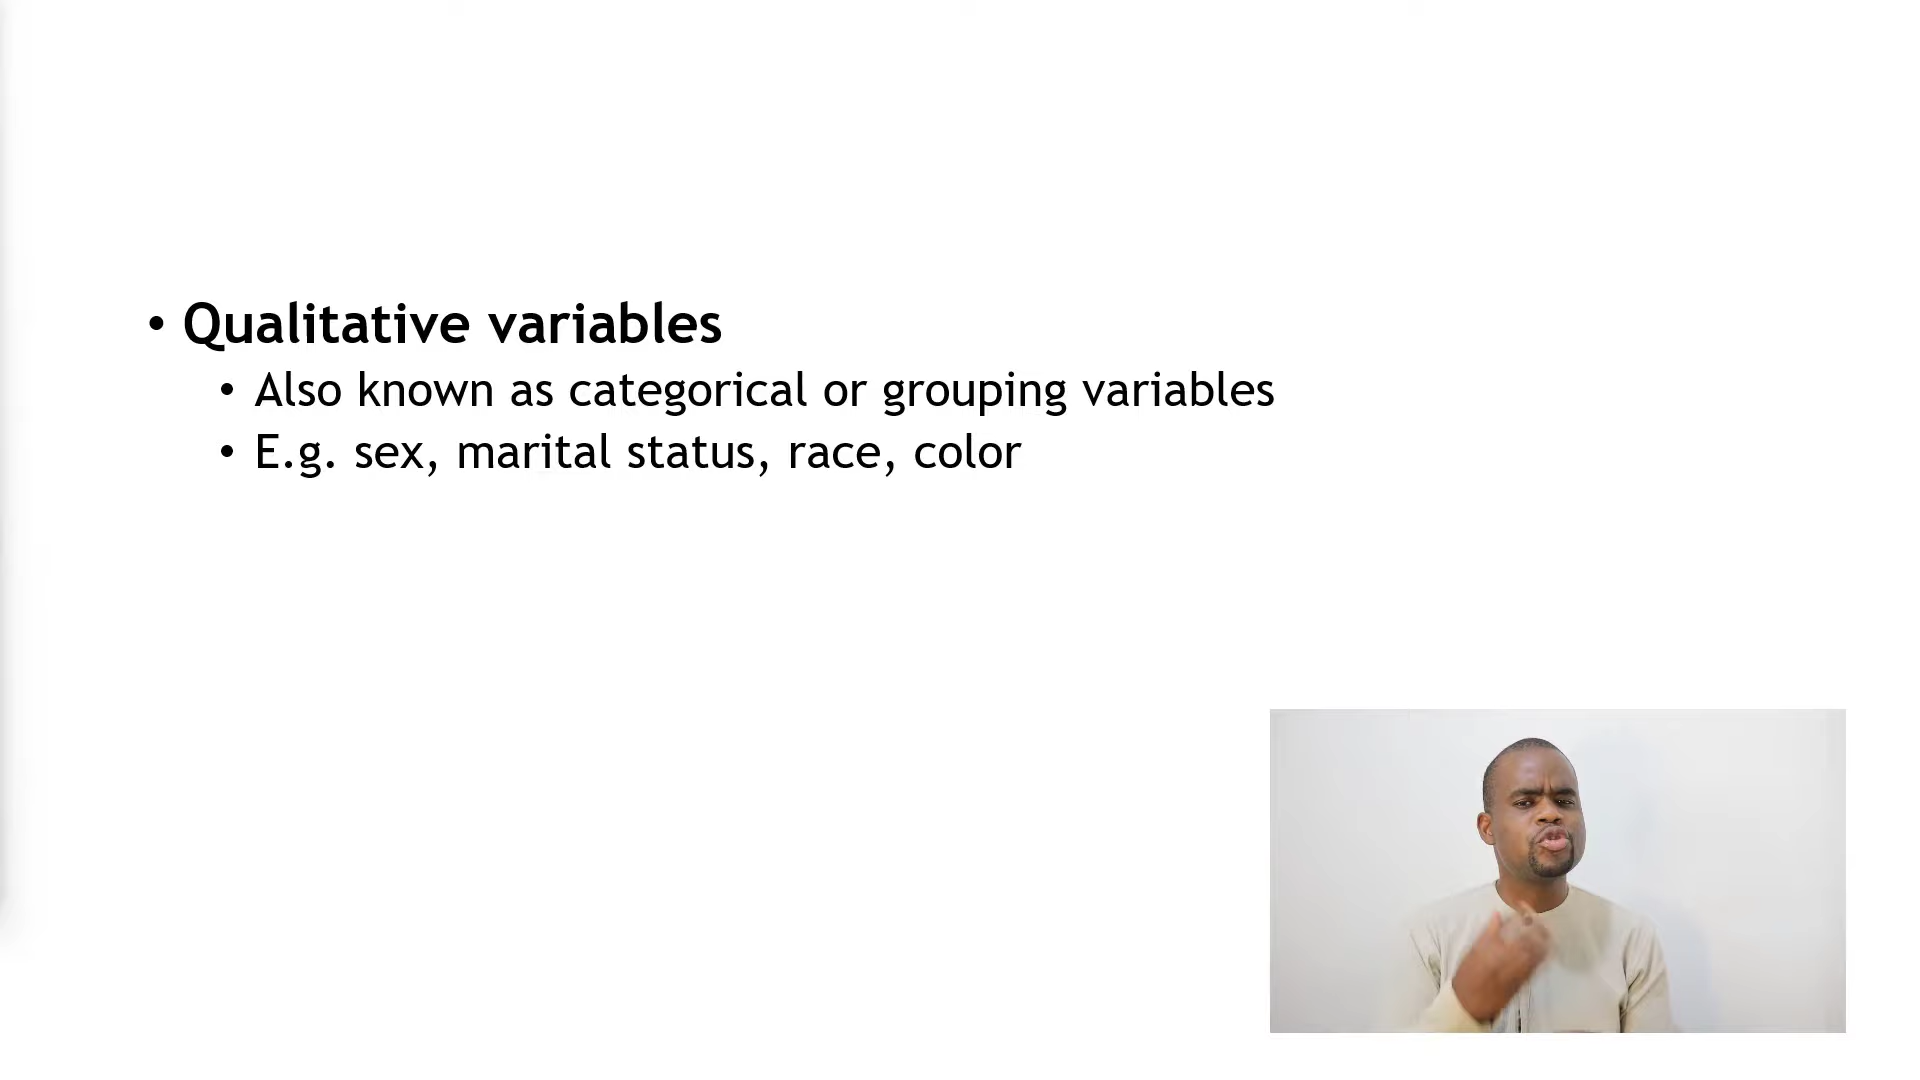 • Qualitative variables
• Also known as categorical or grouping variables
• E.g. sex, marital status, race, color